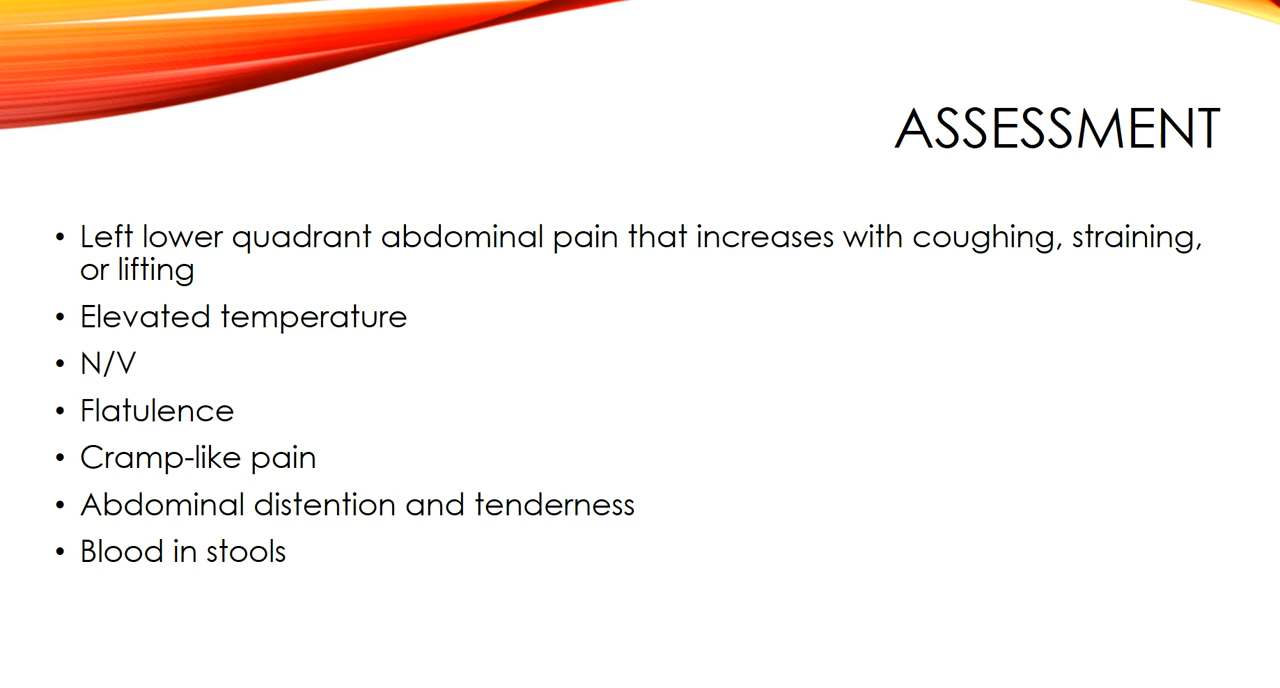 ASSESSMENT
• Left lower quadrant abdominal pain that increases with coughing, straining,
or lifting
• Elevated temperature
• N/V
• Flatulence
• Cramp-like pain
• Abdominal distention and tenderness
• Blood in stools